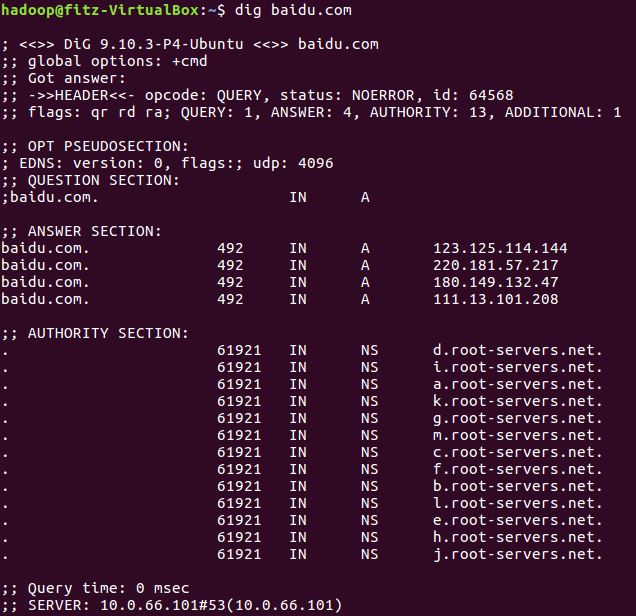 hadoop@fitz-VirtualBox:~$ dig baidu.com

; <<>> DiG 9.10.3-P4-Ubuntu <<>> baidu.com
;; global options: +cmd
;; Got answer:
;; ->>HEADER<<- opcode: QUERY, status: NOERROR, id: 64568
;; flags: qr rd ra; QUERY: 1, ANSWER: 4, AUTHORITY: 13, ADDITIONAL: 1

;; OPT PSEUDOSECTION:
; EDNS: version: 0, flags:; udp: 4096
;; QUESTION SECTION:
;baidu.com. IN A

;; ANSWER SECTION:
baidu.com. 492 IN A 123.125.114.144
baidu.com. 492 IN A 220.181.57.217
baidu.com. 492 IN A 180.149.132.47
baidu.com. 492 IN A 111.13.101.208

;; AUTHORITY SECTION:
. 61921 IN NS d.root-servers.net.
. 61921 IN NS i.root-servers.net.
. 61921 IN NS a.root-servers.net.
. 61921 IN NS k.root-servers.net.
. 61921 IN NS g.root-servers.net.
. 61921 IN NS m.root-servers.net.
. 61921 IN NS c.root-servers.net.
. 61921 IN NS f.root-servers.net.
. 61921 IN NS b.root-servers.net.
. 61921 IN NS l.root-servers.net.
. 61921 IN NS e.root-servers.net.
. 61921 IN NS h.root-servers.net.
. 61921 IN NS j.root-servers.net.

;; Query time: 0 msec
;; SERVER: 10.0.66.101#53(10.0.66.101)